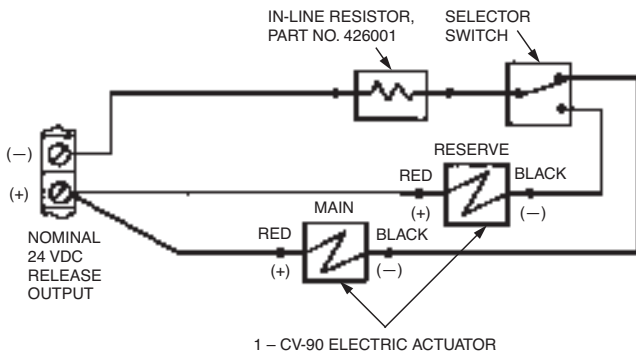 IN-LINE RESISTOR,
PART NO. 426001
SELECTOR
SWITCH
(—)
(+)
NOMINAL
24 VDC
RELEASE
OUTPUT
RESERVE
RED
(+)
BLACK
(—)
MAIN
RED
(+)
BLACK
(—)
1 – CV-90 ELECTRIC ACTUATOR